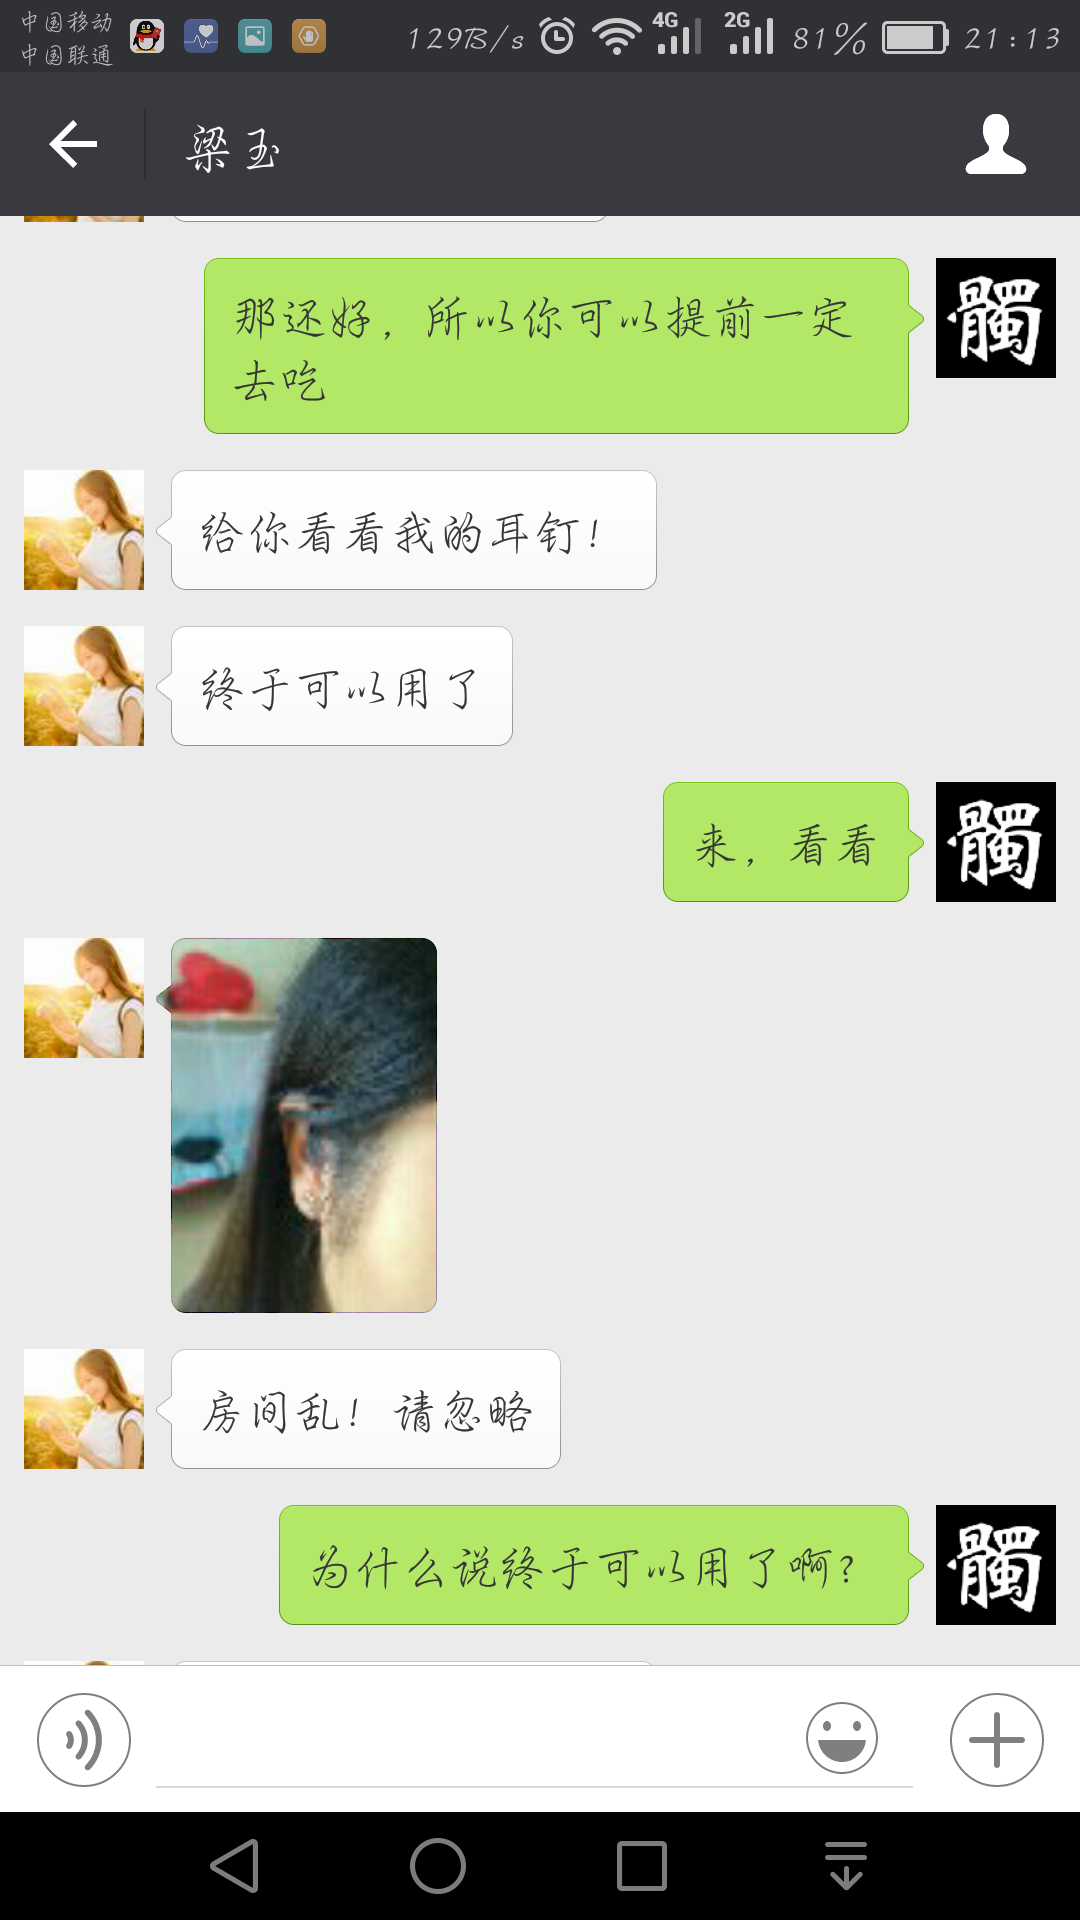 中国移动
中国联通
129B/s 4G 2G 81% 21:13
梁玉
那还好，所以你可以提前一定
去吃
髑
给你看看我的耳钉！
终于可以用了
来，看看
髑
房间乱！请忽略
为什么说终于可以用了啊？
髑